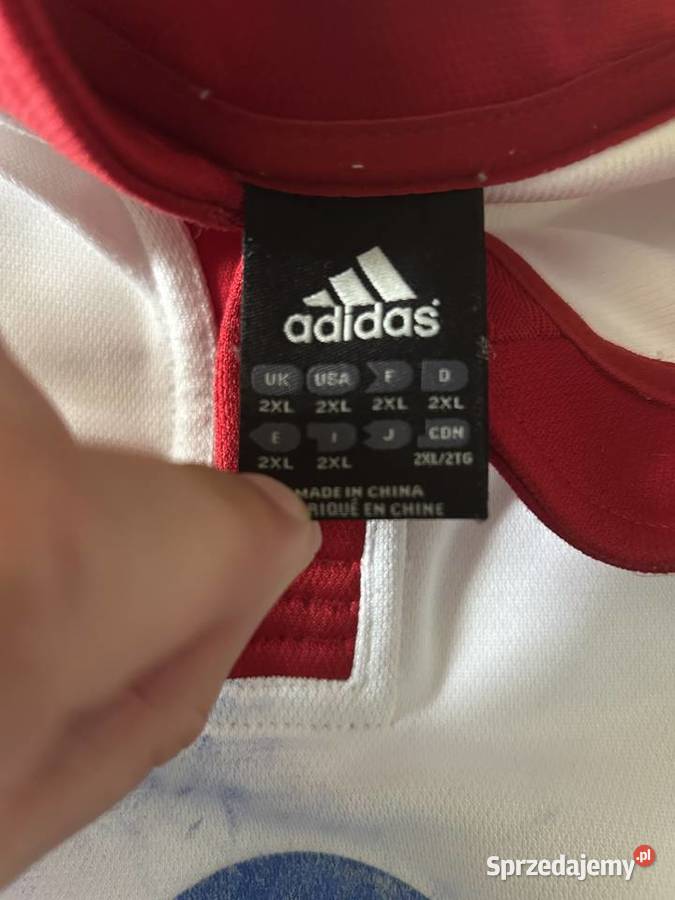 adidas
UK USA F D
2XL 2XL 2XL 2XL
E I J CDN
2XL 2XL 2XL/2TG
MADE IN CHINA
RIQUÉ EN CHINE
Sprzedajemy.pl